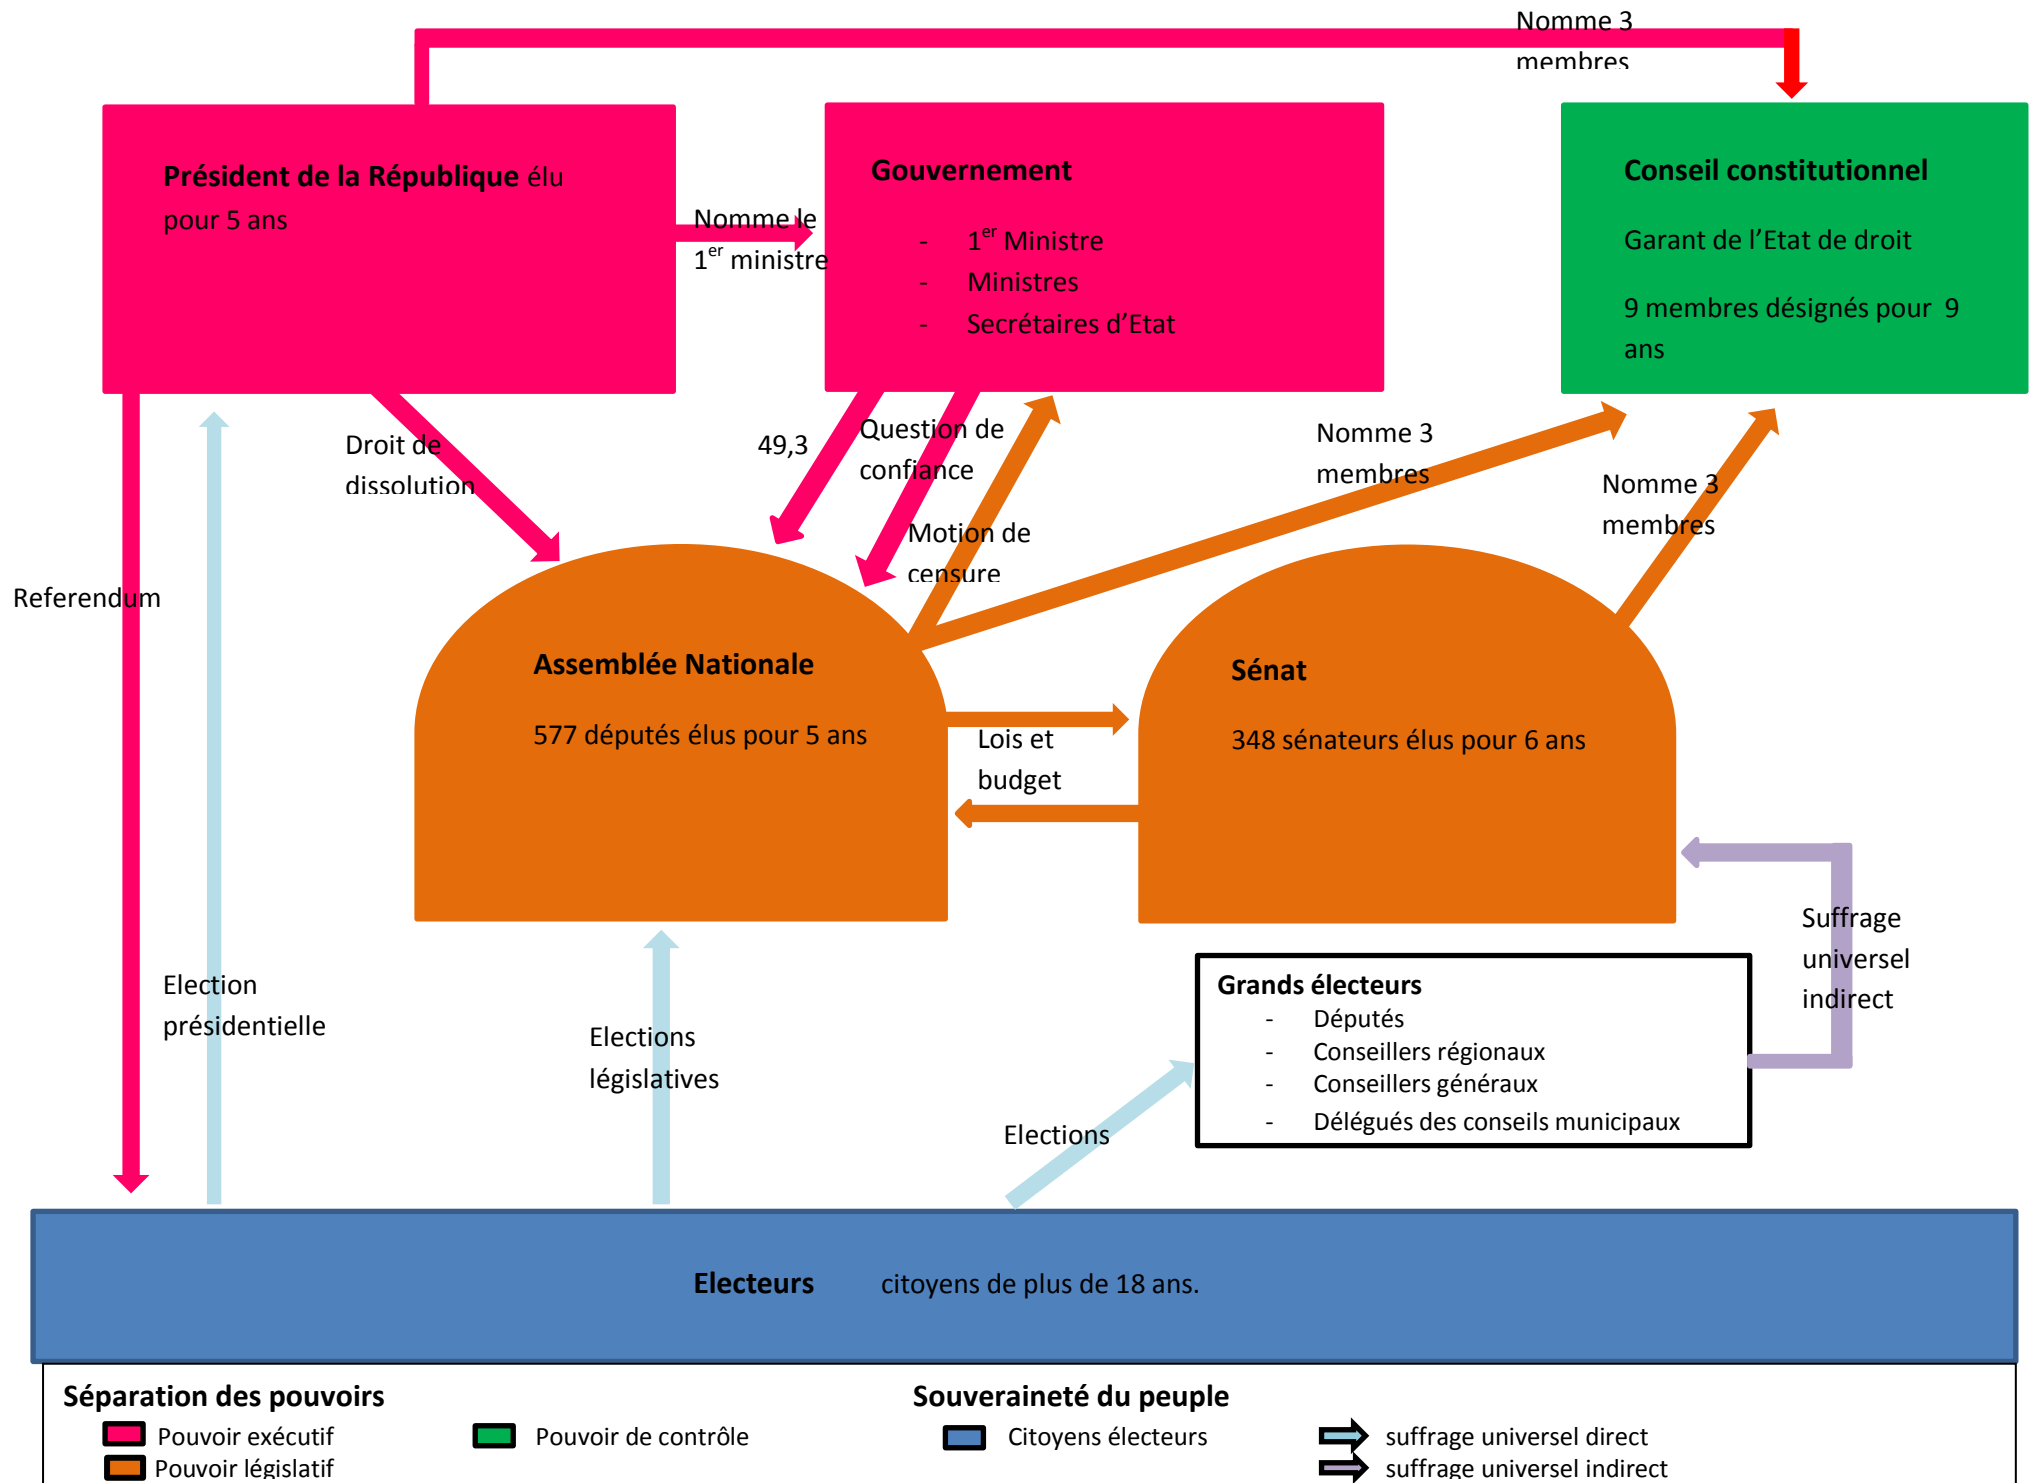 Nomme 3
membres
Président de la République élu
pour 5 ans
Nomme le
1er ministre
Gouvernement
- 1er Ministre
- Ministres
- Secrétaires d'Etat
Conseil constitutionnel
Garant de l'Etat de droit
9 membres désignés pour 9
ans
Droit de
dissolution
49,3
Question de
confiance
Motion de
censure
Nomme 3
membres
Nomme 3
membres
Referendum
Assemblée Nationale
577 députés élus pour 5 ans
Lois et
budget
Sénat
348 sénateurs élus pour 6 ans
Suffrage
universel
indirect
Election
présidentielle
Elections
législatives
Elections
Grands électeurs
- Députés
- Conseillers régionaux
- Conseillers généraux
- Délégués des conseils municipaux
Electeurs citoyens de plus de 18 ans.
Séparation des pouvoirs
Pouvoir exécutif
Pouvoir législatif
Pouvoir de contrôle
Souveraineté du peuple
Citoyens électeurs
suffrage universel direct
suffrage universel indirect